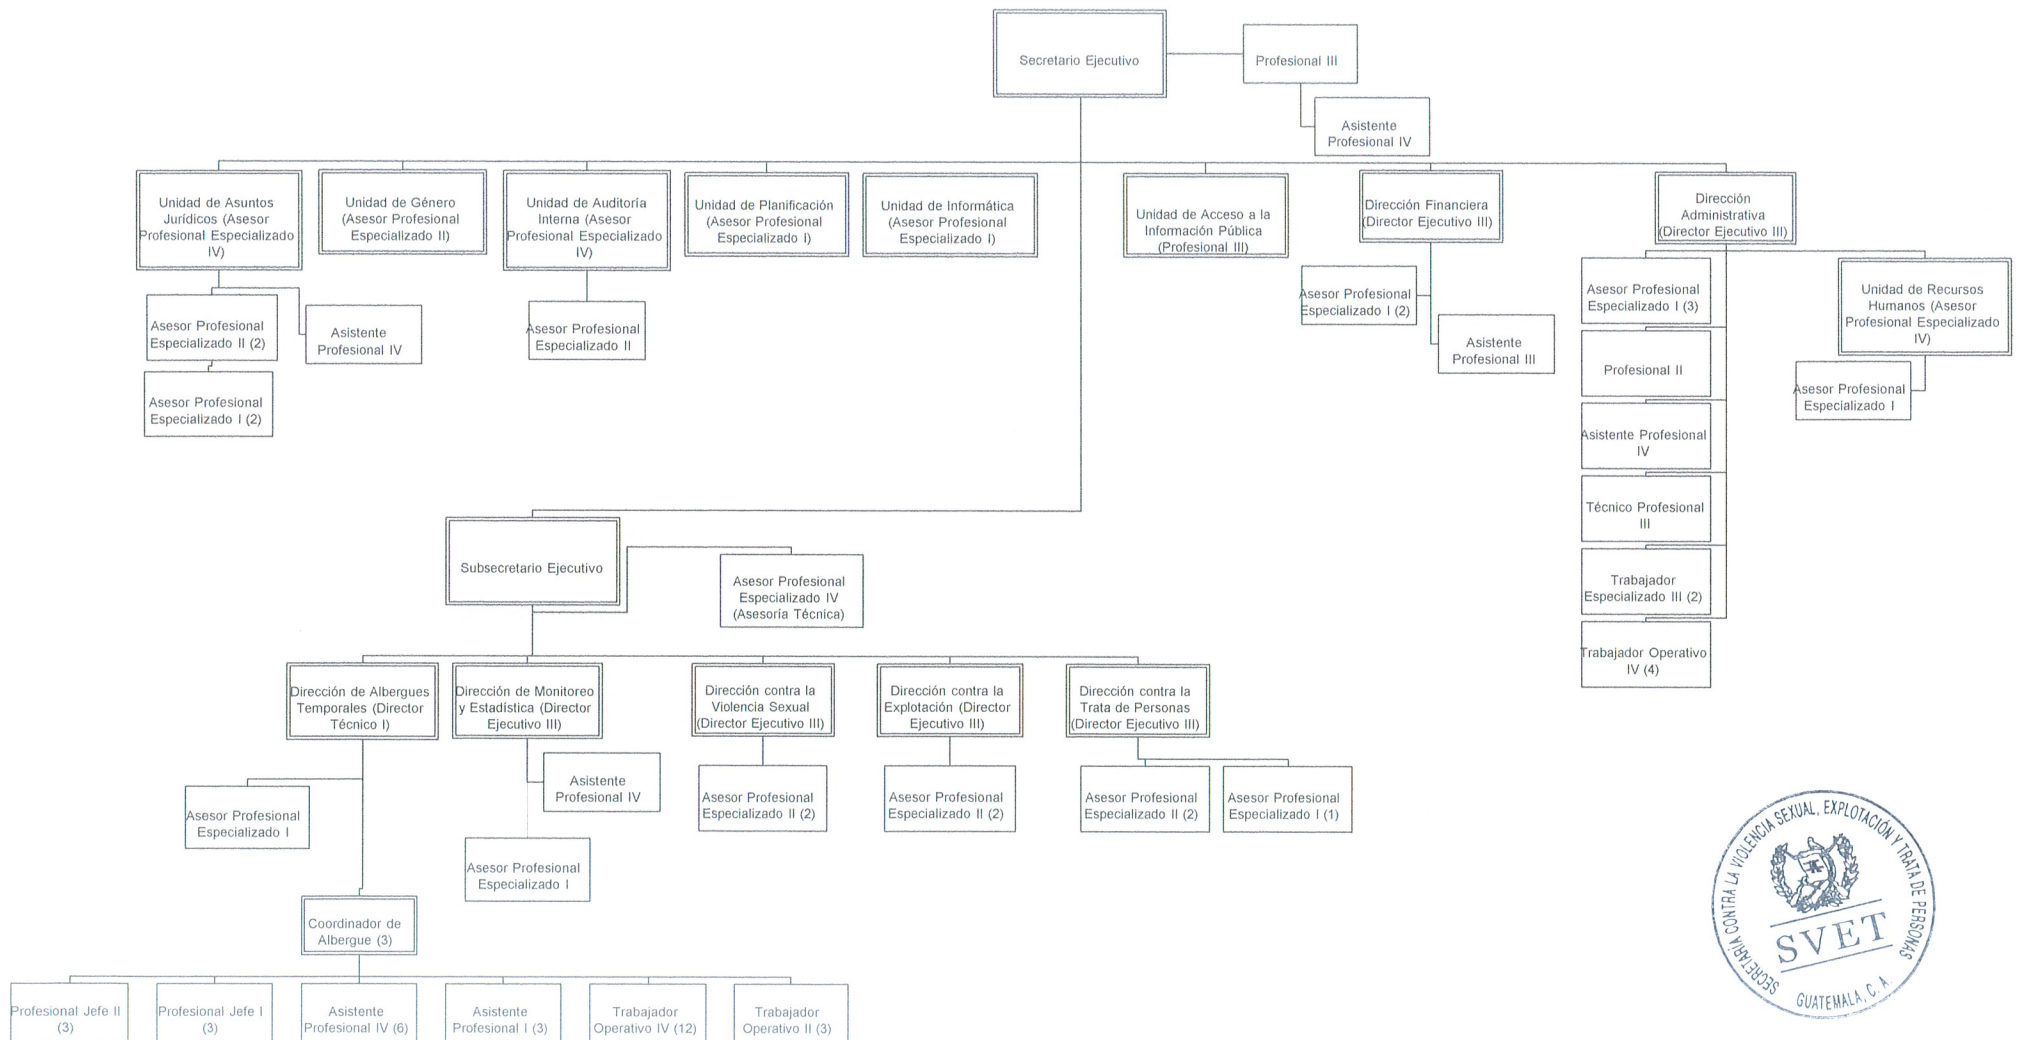 Secretario Ejecutivo
Profesional III
Asistente
Profesional IV
Unidad de Asuntos
Jurídicos (Asesor
Profesional Especializado
IV)
Unidad de Género
(Asesor Profesional
Especializado II)
Unidad de Auditoría
Interna (Asesor
Profesional Especializado
IV)
Unidad de Planificación
(Asesor Profesional
Especializado I)
Unidad de Informática
(Asesor Profesional
Especializado I)
Unidad de Acceso a la
Información Pública
(Profesional III)
Dirección Financiera
(Director Ejecutivo III)
Dirección
Administrativa
(Director Ejecutivo III)
Asesor Profesional
Especializado II (2)
Asistente
Profesional IV
Asesor Profesional
Especializado I (2)
Asesor Profesional
Especializado II
Asesor Profesional
Especializado I (2)
Asistente
Profesional III
Asesor Profesional
Especializado I (3)
Profesional II
Asistente Profesional
IV
Técnico Profesional
III
Trabajador
Especializado III (2)
Trabajador Operativo
IV (4)
Unidad de Recursos
Humanos (Asesor
Profesional Especializado
IV)
Asesor Profesional
Especializado I
Subsecretario Ejecutivo
Asesor Profesional
Especializado IV
(Asesoría Técnica)
Dirección de Albergues
Temporales (Director
Técnico I)
Dirección de Monitoreo
y Estadística (Director
Ejecutivo III)
Dirección contra la
Violencia Sexual
(Director Ejecutivo III)
Dirección contra la
Explotación (Director
Ejecutivo III)
Dirección contra la
Trata de Personas
(Director Ejecutivo III)
Asesor Profesional
Especializado I
Asistente
Profesional IV
Asesor Profesional
Especializado I
Asesor Profesional
Especializado II (2)
Asesor Profesional
Especializado II (2)
Asesor Profesional
Especializado II (2)
Asesor Profesional
Especializado I (1)
Coordinador de
Albergue (3)
Profesional Jefe II
(3)
Profesional Jefe I
(3)
Asistente
Profesional IV (6)
Asistente
Profesional I (3)
Trabajador
Operativo IV (12)
Trabajador
Operativo II (3)
SECRETARÍA CONTRA LA VIOLENCIA SEXUAL, EXPLOTACIÓN Y TRATA DE PERSONAS
SVET
GUATEMALA, C. A.